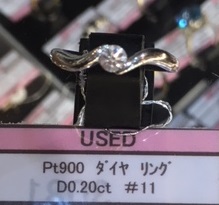 USED
Pt900 ﾀﾞｲﾔ ﾘﾝｸﾞ
D0.20ct #11